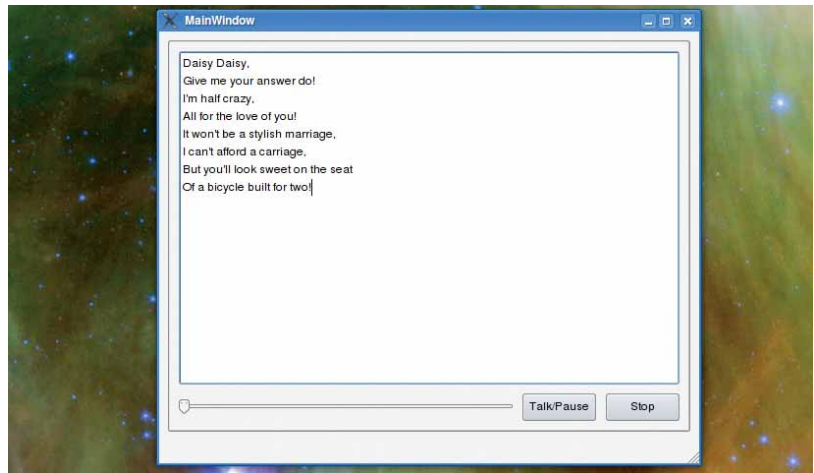 MainWindow
Daisy Daisy,
Give me your answer do!
I'm half crazy,
All for the love of you!
It won't be a stylish marriage,
I can't afford a carriage,
But you'll look sweet on the seat
Of a bicycle built for two!
Talk/Pause
Stop